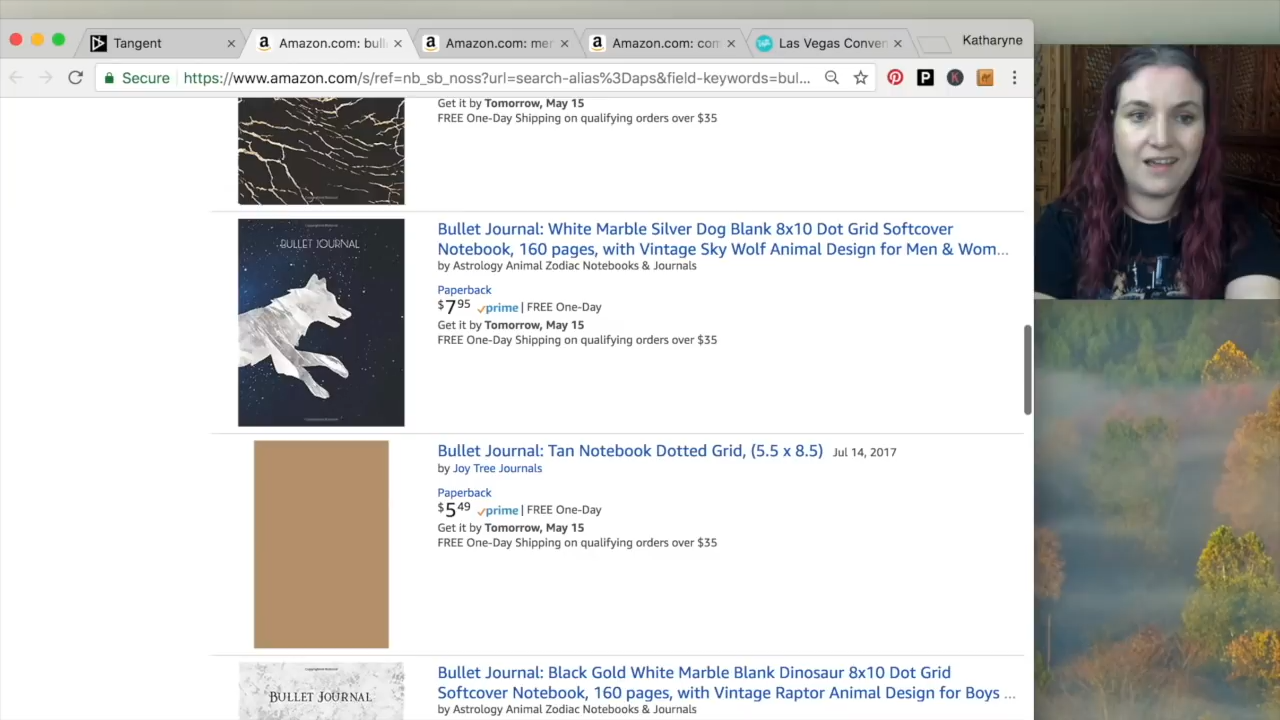 Tangent
Amazon.com: bull
Amazon.com: mer
Amazon.com: com
Las Vegas Conven
Katharyne
Secure
https://www.amazon.com/s/ref=nb_sb_noss?url=search-alias%3Daps&field-keywords=bul...
Get it by Tomorrow, May 15
FREE One-Day Shipping on qualifying orders over $35
BULLET JOURNAL
Bullet Journal: White Marble Silver Dog Blank 8x10 Dot Grid Softcover
Notebook, 160 pages, with Vintage Sky Wolf Animal Design for Men & Wom...
by Astrology Animal Zodiac Notebooks & Journals
Paperback
$7 95 prime | FREE One-Day
Get it by Tomorrow, May 15
FREE One-Day Shipping on qualifying orders over $35
Bullet Journal: Tan Notebook Dotted Grid, (5.5 x 8.5) Jul 14, 2017
by Joy Tree Journals
Paperback
$5 49 prime | FREE One-Day
Get it by Tomorrow, May 15
FREE One-Day Shipping on qualifying orders over $35
BULLET JOURNAL
Bullet Journal: Black Gold White Marble Blank Dinosaur 8x10 Dot Grid
Softcover Notebook, 160 pages, with Vintage Raptor Animal Design for Boys ...
by Astrology Animal Zodiac Notebooks & Journals